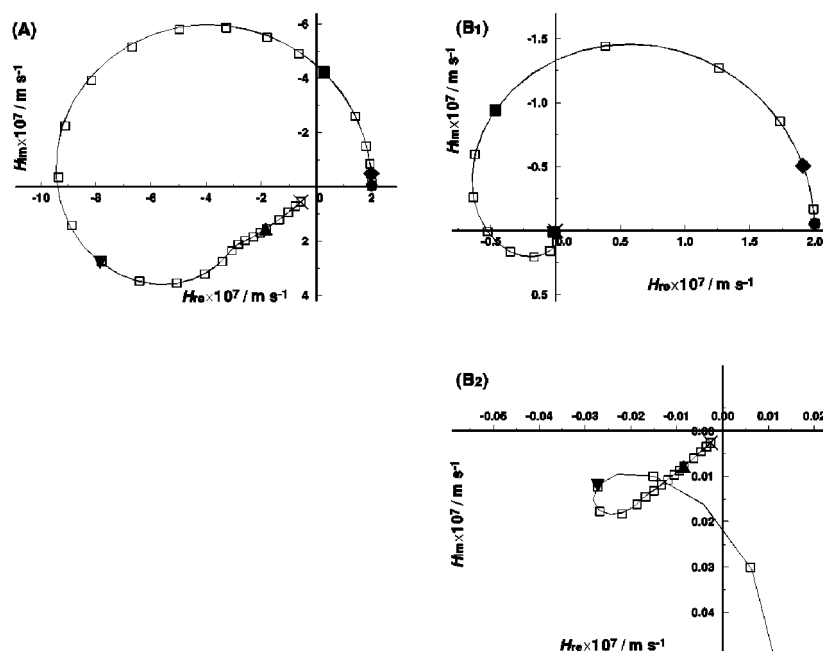 (A)
Him×10⁷ / m s⁻¹
-6
-4
-2
2
4
-10 -8 -6 -4 -2 0 2
Hre×10⁷ / m s⁻¹
(B₁)
Him×10⁷ / m s⁻¹
-1.5
-1.0
-0.5
0.5
-0.5 0.0 0.5 1.0 1.5 2.0
Hre×10⁷ / m s⁻¹
(B₂)
-0.06 -0.05 -0.04 -0.03 -0.02 -0.01 0.00 0.01 0.02
0.00
0.01
0.02
0.03
0.04
Him×10⁷ / m s⁻¹
Hre×10⁷ / m s⁻¹